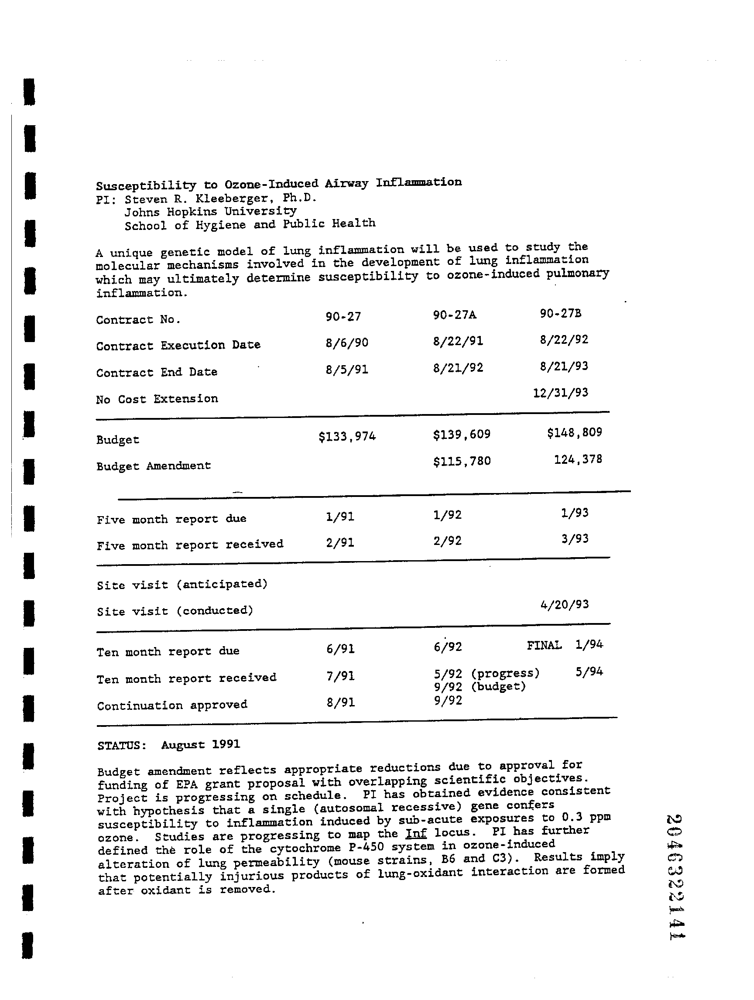 Susceptibility to Ozone-Induced Airway Inflammation
PI: Steven R. Kleeberger, Ph.D.
Johns Hopkins University
School of Hygiene and Public Health
A unique genetic model of lung inflammation will be used to study the
molecular mechanisms involved in the development of lung inflammation
which may ultimately determine susceptibility to ozone-induced pulmonary
inflammation.
Contract No. 90-27 90-27A 90-27B
Contract Execution Date 8/6/90 8/22/91 8/22/92
Contract End Date 8/5/91 8/21/92 8/21/93
No Cost Extension 12/31/93
Budget $133,974 $139,609 $148,809
Budget Amendment $115,780 124,378
Five month report due 1/91 1/92 1/93
Five month report received 2/91 2/92 3/93
Site visit (anticipated)
Site visit (conducted) 4/20/93
Ten month report due 6/91 6/92 FINAL 1/94
Ten month report received 7/91 5/92 (progress) 5/94
9/92 (budget)
Continuation approved 8/91 9/92
STATUS: August 1991
Budget amendment reflects appropriate reductions due to approval for
funding of EPA grant proposal with overlapping scientific objectives.
Project is progressing on schedule. PI has obtained evidence consistent
with hypothesis that a single (autosomal recessive) gene confers
susceptibility to inflammation induced by sub-acute exposures to 0.3 ppm
ozone. Studies are progressing to map the Inf locus. PI has further
defined the role of the cytochrome P-450 system in ozone-induced
alteration of lung permeability (mouse strains, B6 and C3). Results imply
that potentially injurious products of lung-oxidant interaction are formed
after oxidant is removed.
2046322141